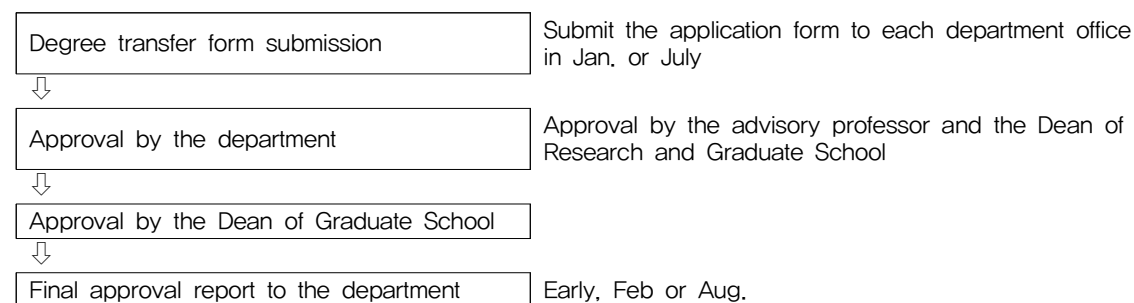 Degree transfer form submission
Submit the application form to each department office
in Jan. or July
⇩
Approval by the department
Approval by the advisory professor and the Dean of
Research and Graduate School
⇩
Approval by the Dean of Graduate School
⇩
Final approval report to the department
Early, Feb or Aug.